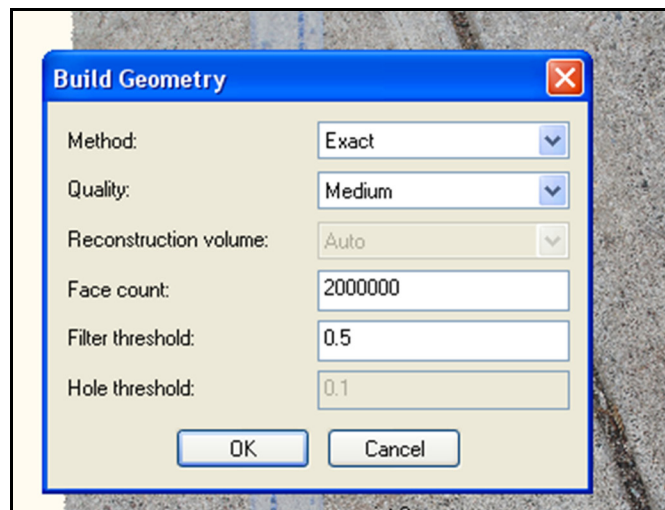 Build Geometry
Method: Exact
Quality: Medium
Reconstruction volume: Auto
Face count: 2000000
Filter threshold: 0.5
Hole threshold: 0.1
OK Cancel